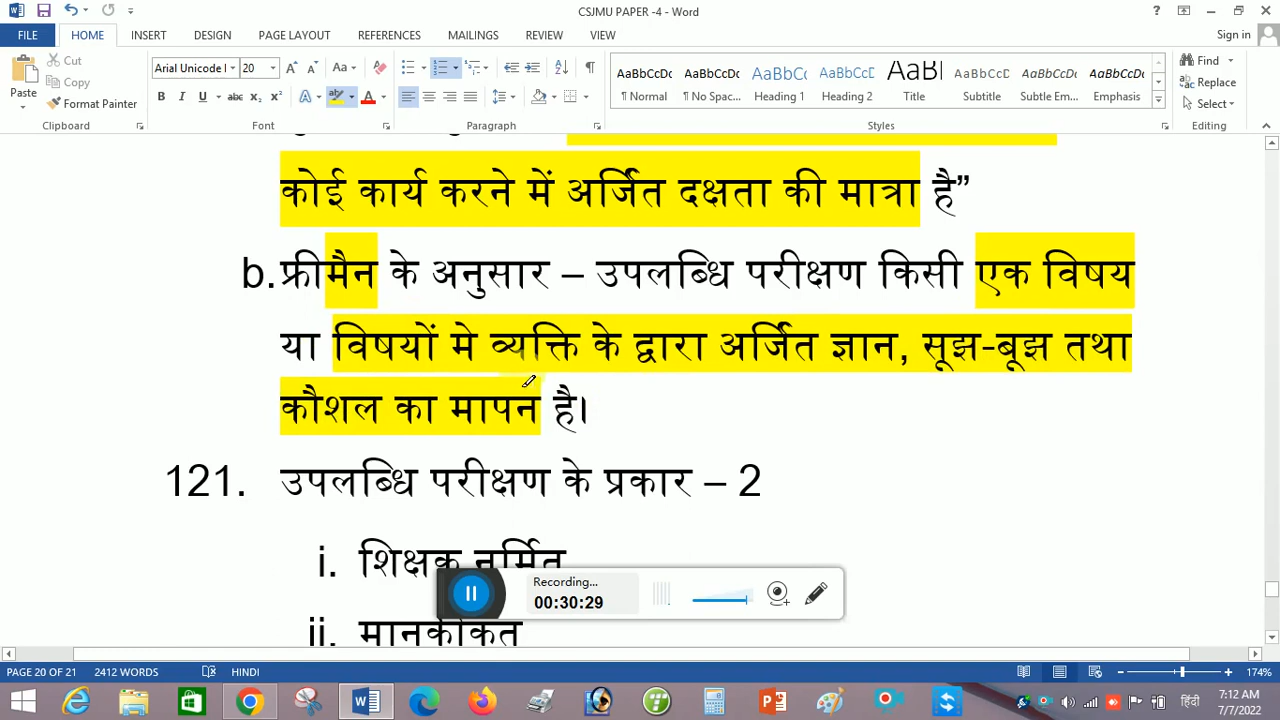 CSJMU PAPER -4 - Word
FILE HOME INSERT DESIGN PAGE LAYOUT REFERENCES MAILINGS REVIEW VIEW Sign in
Cut
Copy
Format Painter
Paste
Arial Unicode I 20
AaBbCcDc AaBbCcDc AaBbCc AaBbCcD AaBl AaBbCcD AaBbCcDc AaBbCcDc
¶ Normal ¶ No Spac... Heading 1 Heading 2 Title Subtitle Subtle Em... Emphasis
Find
Replace
Select
Clipboard Font Paragraph Styles Editing
कोई कार्य करने में अर्जित दक्षता की मात्रा है”
b. फ्रीमैन के अनुसार – उपलब्धि परीक्षण किसी एक विषय
या विषयों मे व्यक्ति के द्वारा अर्जित ज्ञान, सूझ-बूझ तथा
कौशल का मापन है।
121. उपलब्धि परीक्षण के प्रकार – 2
i. शिक्षक नर्मित
ii. मानकीकत
Recording...
00:30:29
PAGE 20 OF 21 2412 WORDS HINDI 174%
हिंदी 7:12 AM
7/7/2022